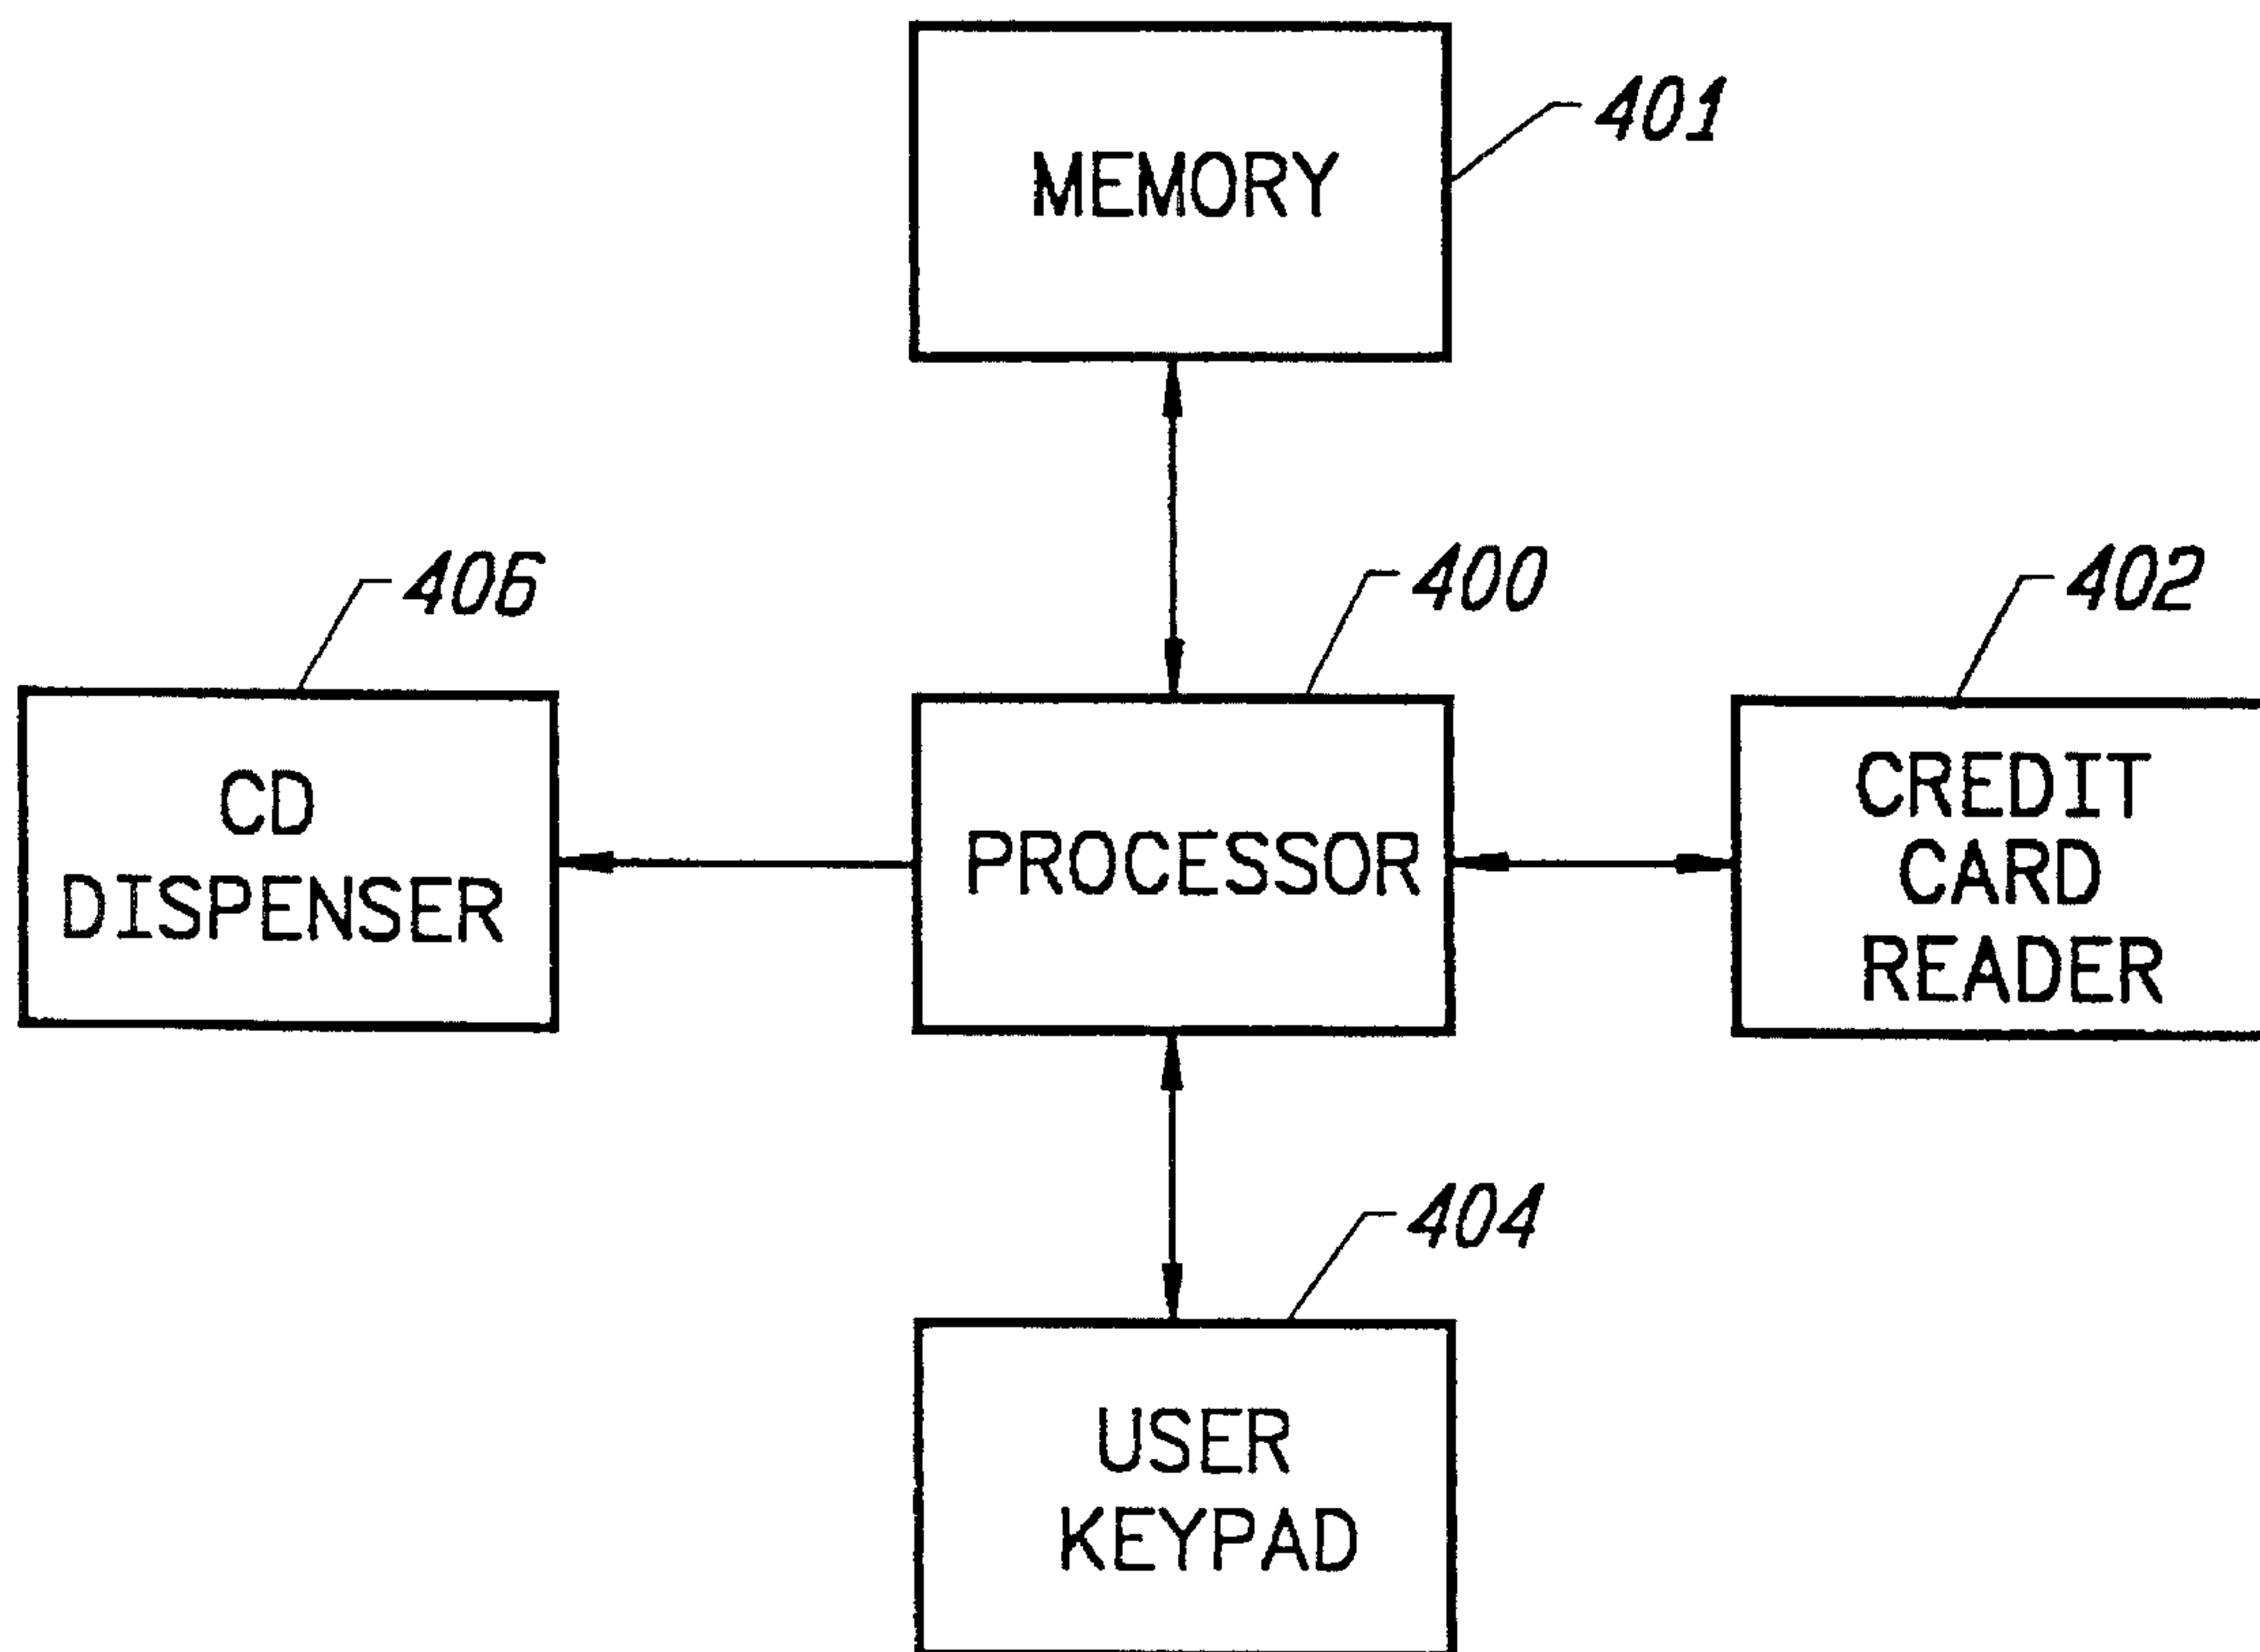 MEMORY
401
406
400
402
CD
DISPENSER
PROCESSOR
CREDIT
CARD
READER
404
USER
KEYPAD